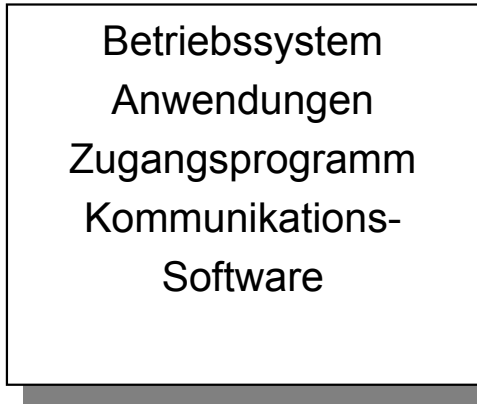 Betriebssystem
Anwendungen
Zugangsprogramm
Kommunikations-
Software